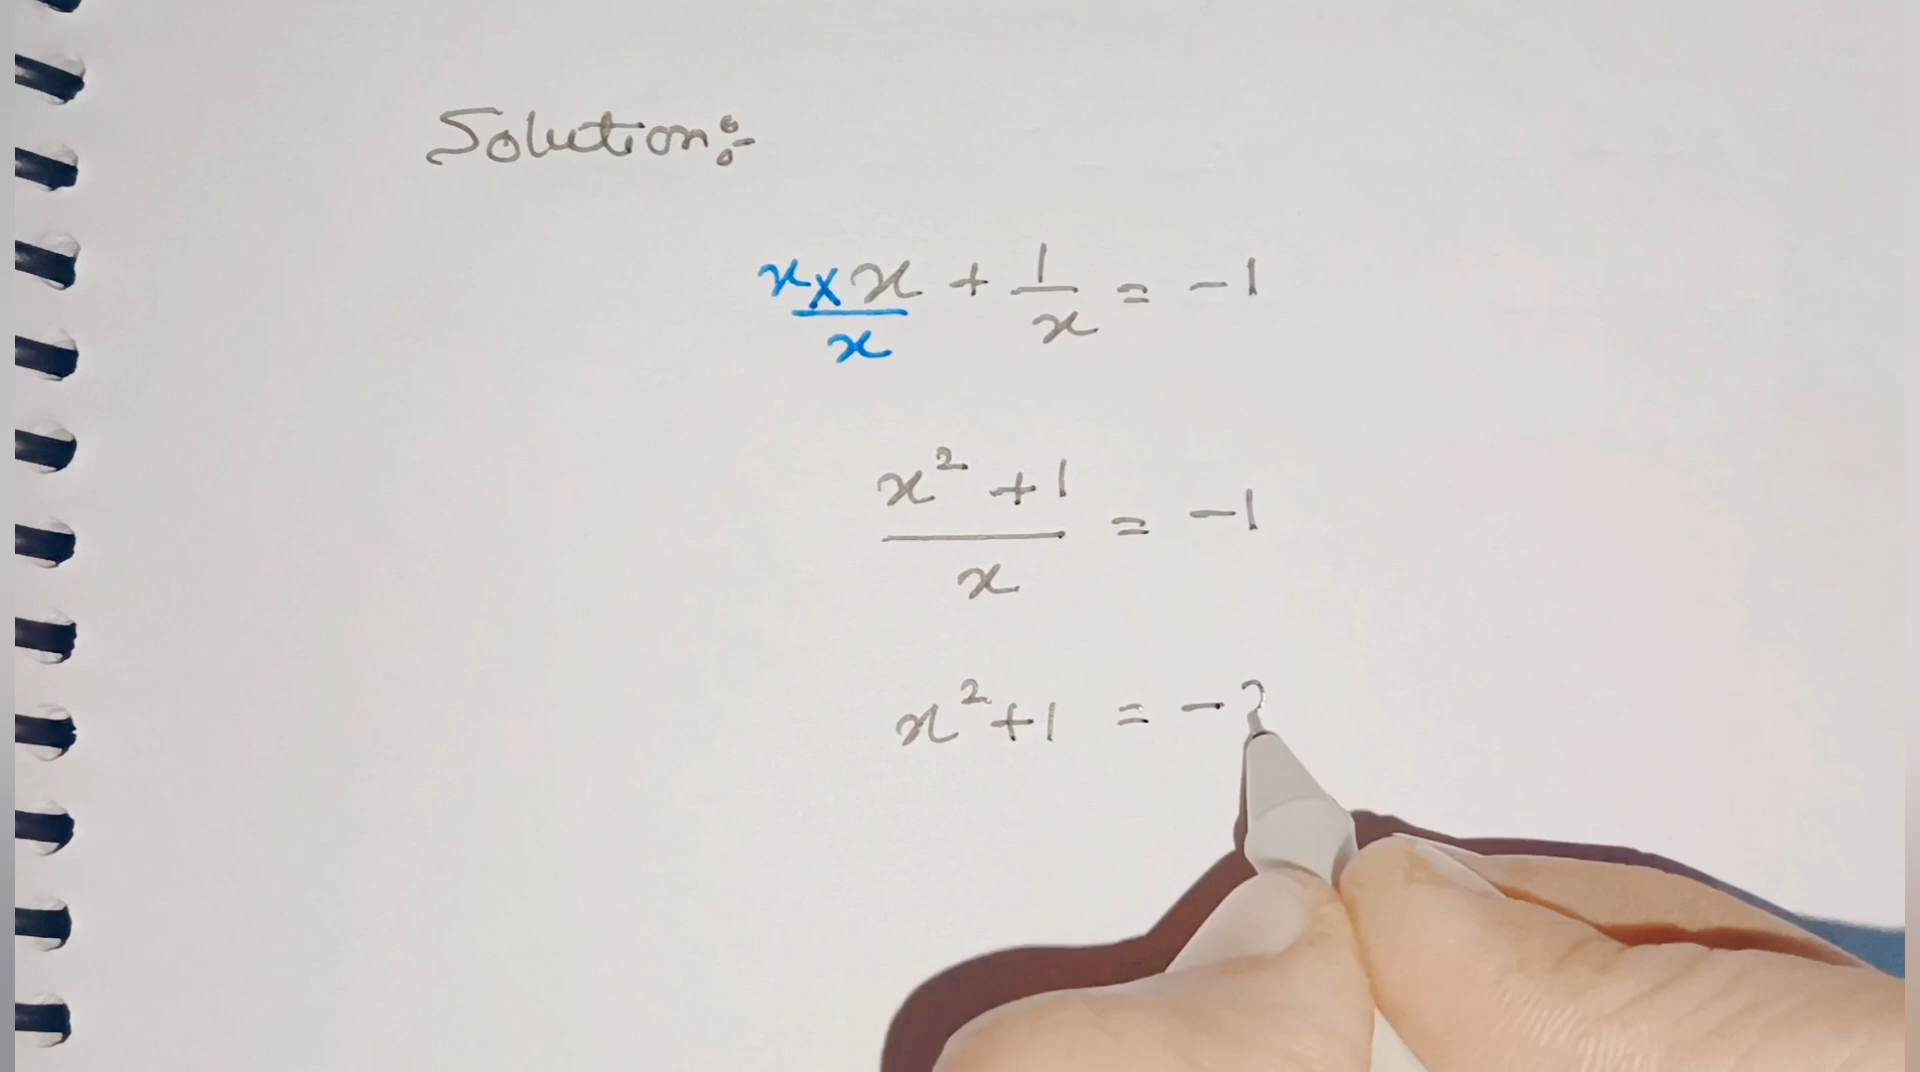 Solution:-
x×x/x + 1/x = -1
x² + 1/x = -1
x² + 1 = -